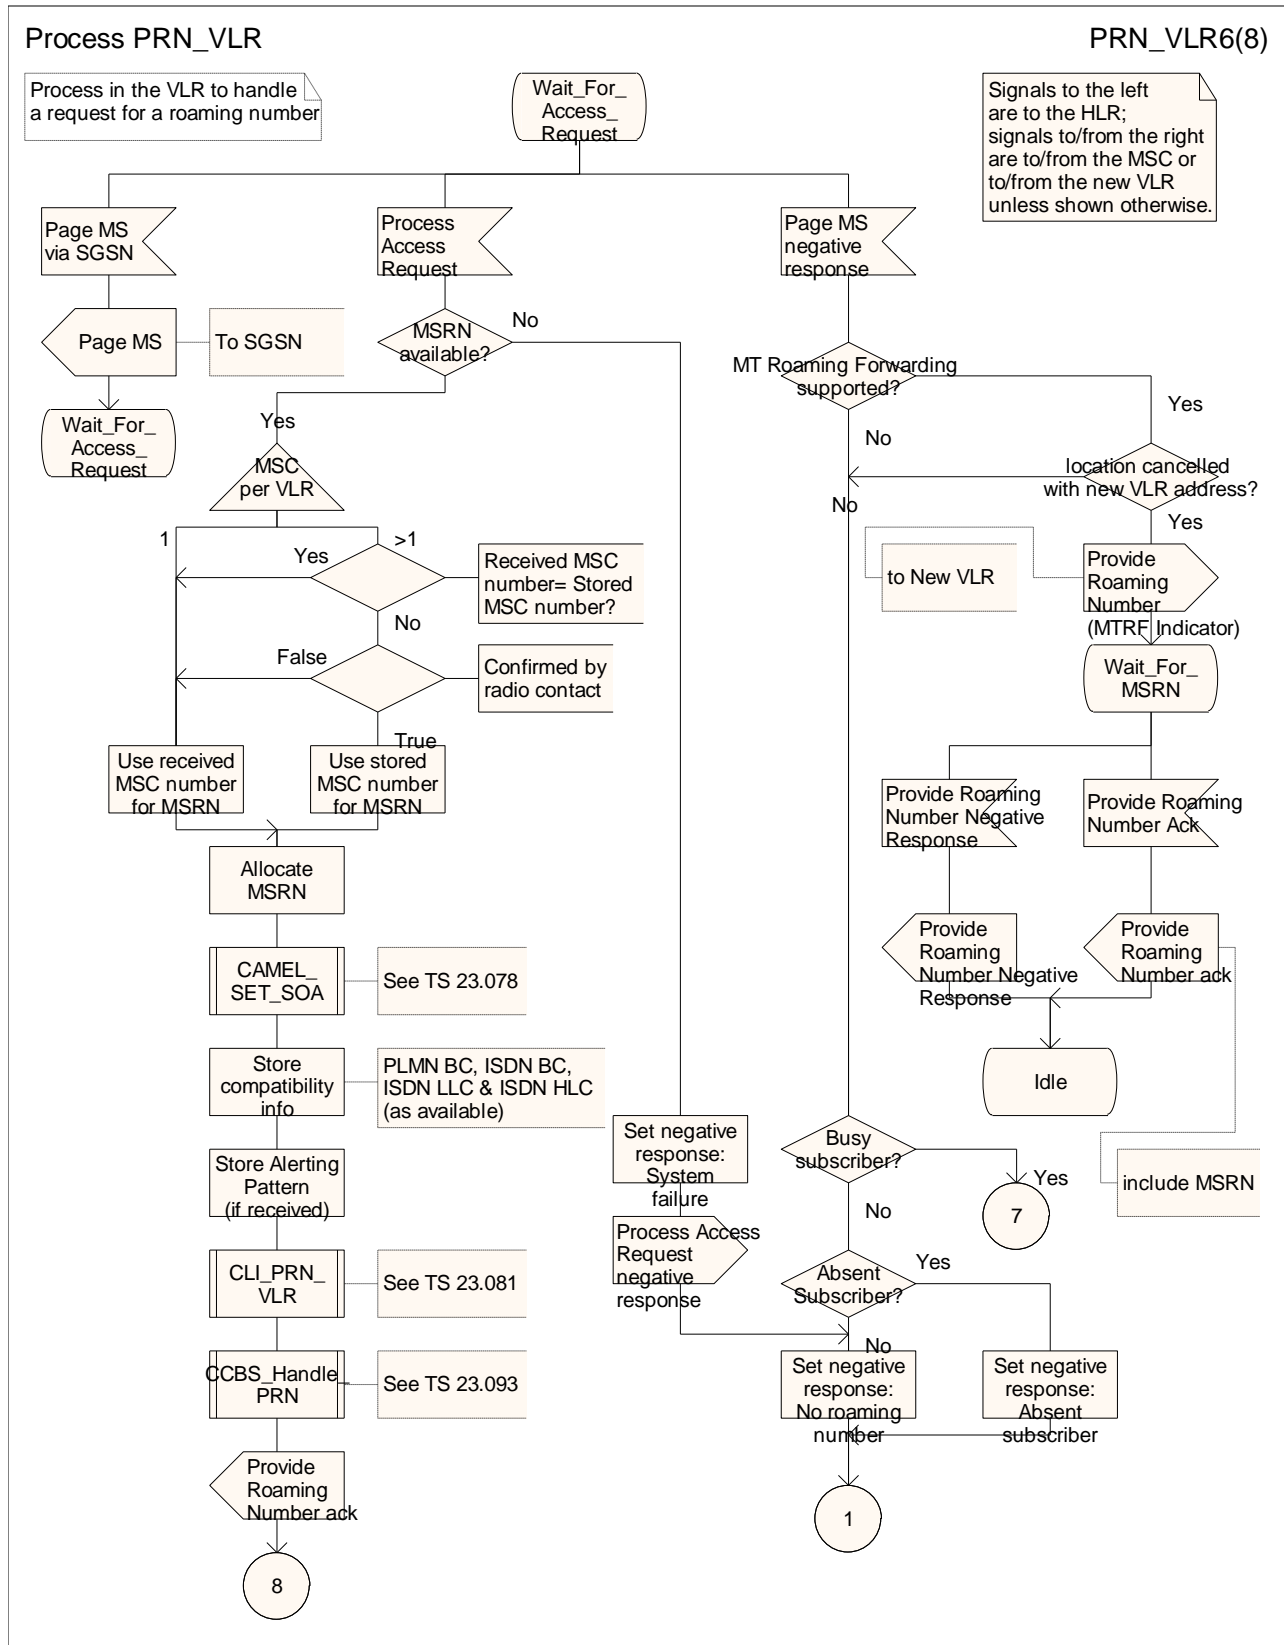 Process PRN_VLR
PRN_VLR6(8)
Process in the VLR to handle
a request for a roaming number
Wait_For_
Access_
Request
Signals to the left
are to the HLR;
signals to/from the right
are to/from the MSC or
to/from the new VLR
unless shown otherwise.
Page MS
via SGSN
Process
Access
Request
Page MS
negative
response
Page MS
To SGSN
MSRN
available?
No
Yes
MT Roaming Forwarding
supported?
Yes
No
Wait_For_
Access_
Request
MSC
per VLR
location cancelled
with new VLR address?
No
Yes
1
>1
Yes
Received MSC
number= Stored
MSC number?
No
to New VLR
Provide
Roaming
Number
(MTRF Indicator)
False
Confirmed by
radio contact
True
Wait_For_
MSRN
Use received
MSC number
for MSRN
Use stored
MSC number
for MSRN
Provide Roaming
Number Negative
Response
Provide Roaming
Number Ack
Allocate
MSRN
CAMEL_
SET_SOA
See TS 23.078
Provide
Roaming
Number Negative
Response
Provide
Roaming
Number ack
Store
compatibility
info
PLMN BC, ISDN BC,
ISDN LLC & ISDN HLC
(as available)
Idle
Store Alerting
Pattern
(if received)
Set negative
response:
System
failure
Busy
subscriber?
Yes
No
include MSRN
7
CLI_PRN_
VLR
See TS 23.081
Process Access
Request
negative
response
Absent
Subscriber?
Yes
No
CCBS_Handle_
PRN
See TS 23.093
Set negative
response:
No roaming
number
Set negative
response:
Absent
subscriber
Provide
Roaming
Number ack
1
8